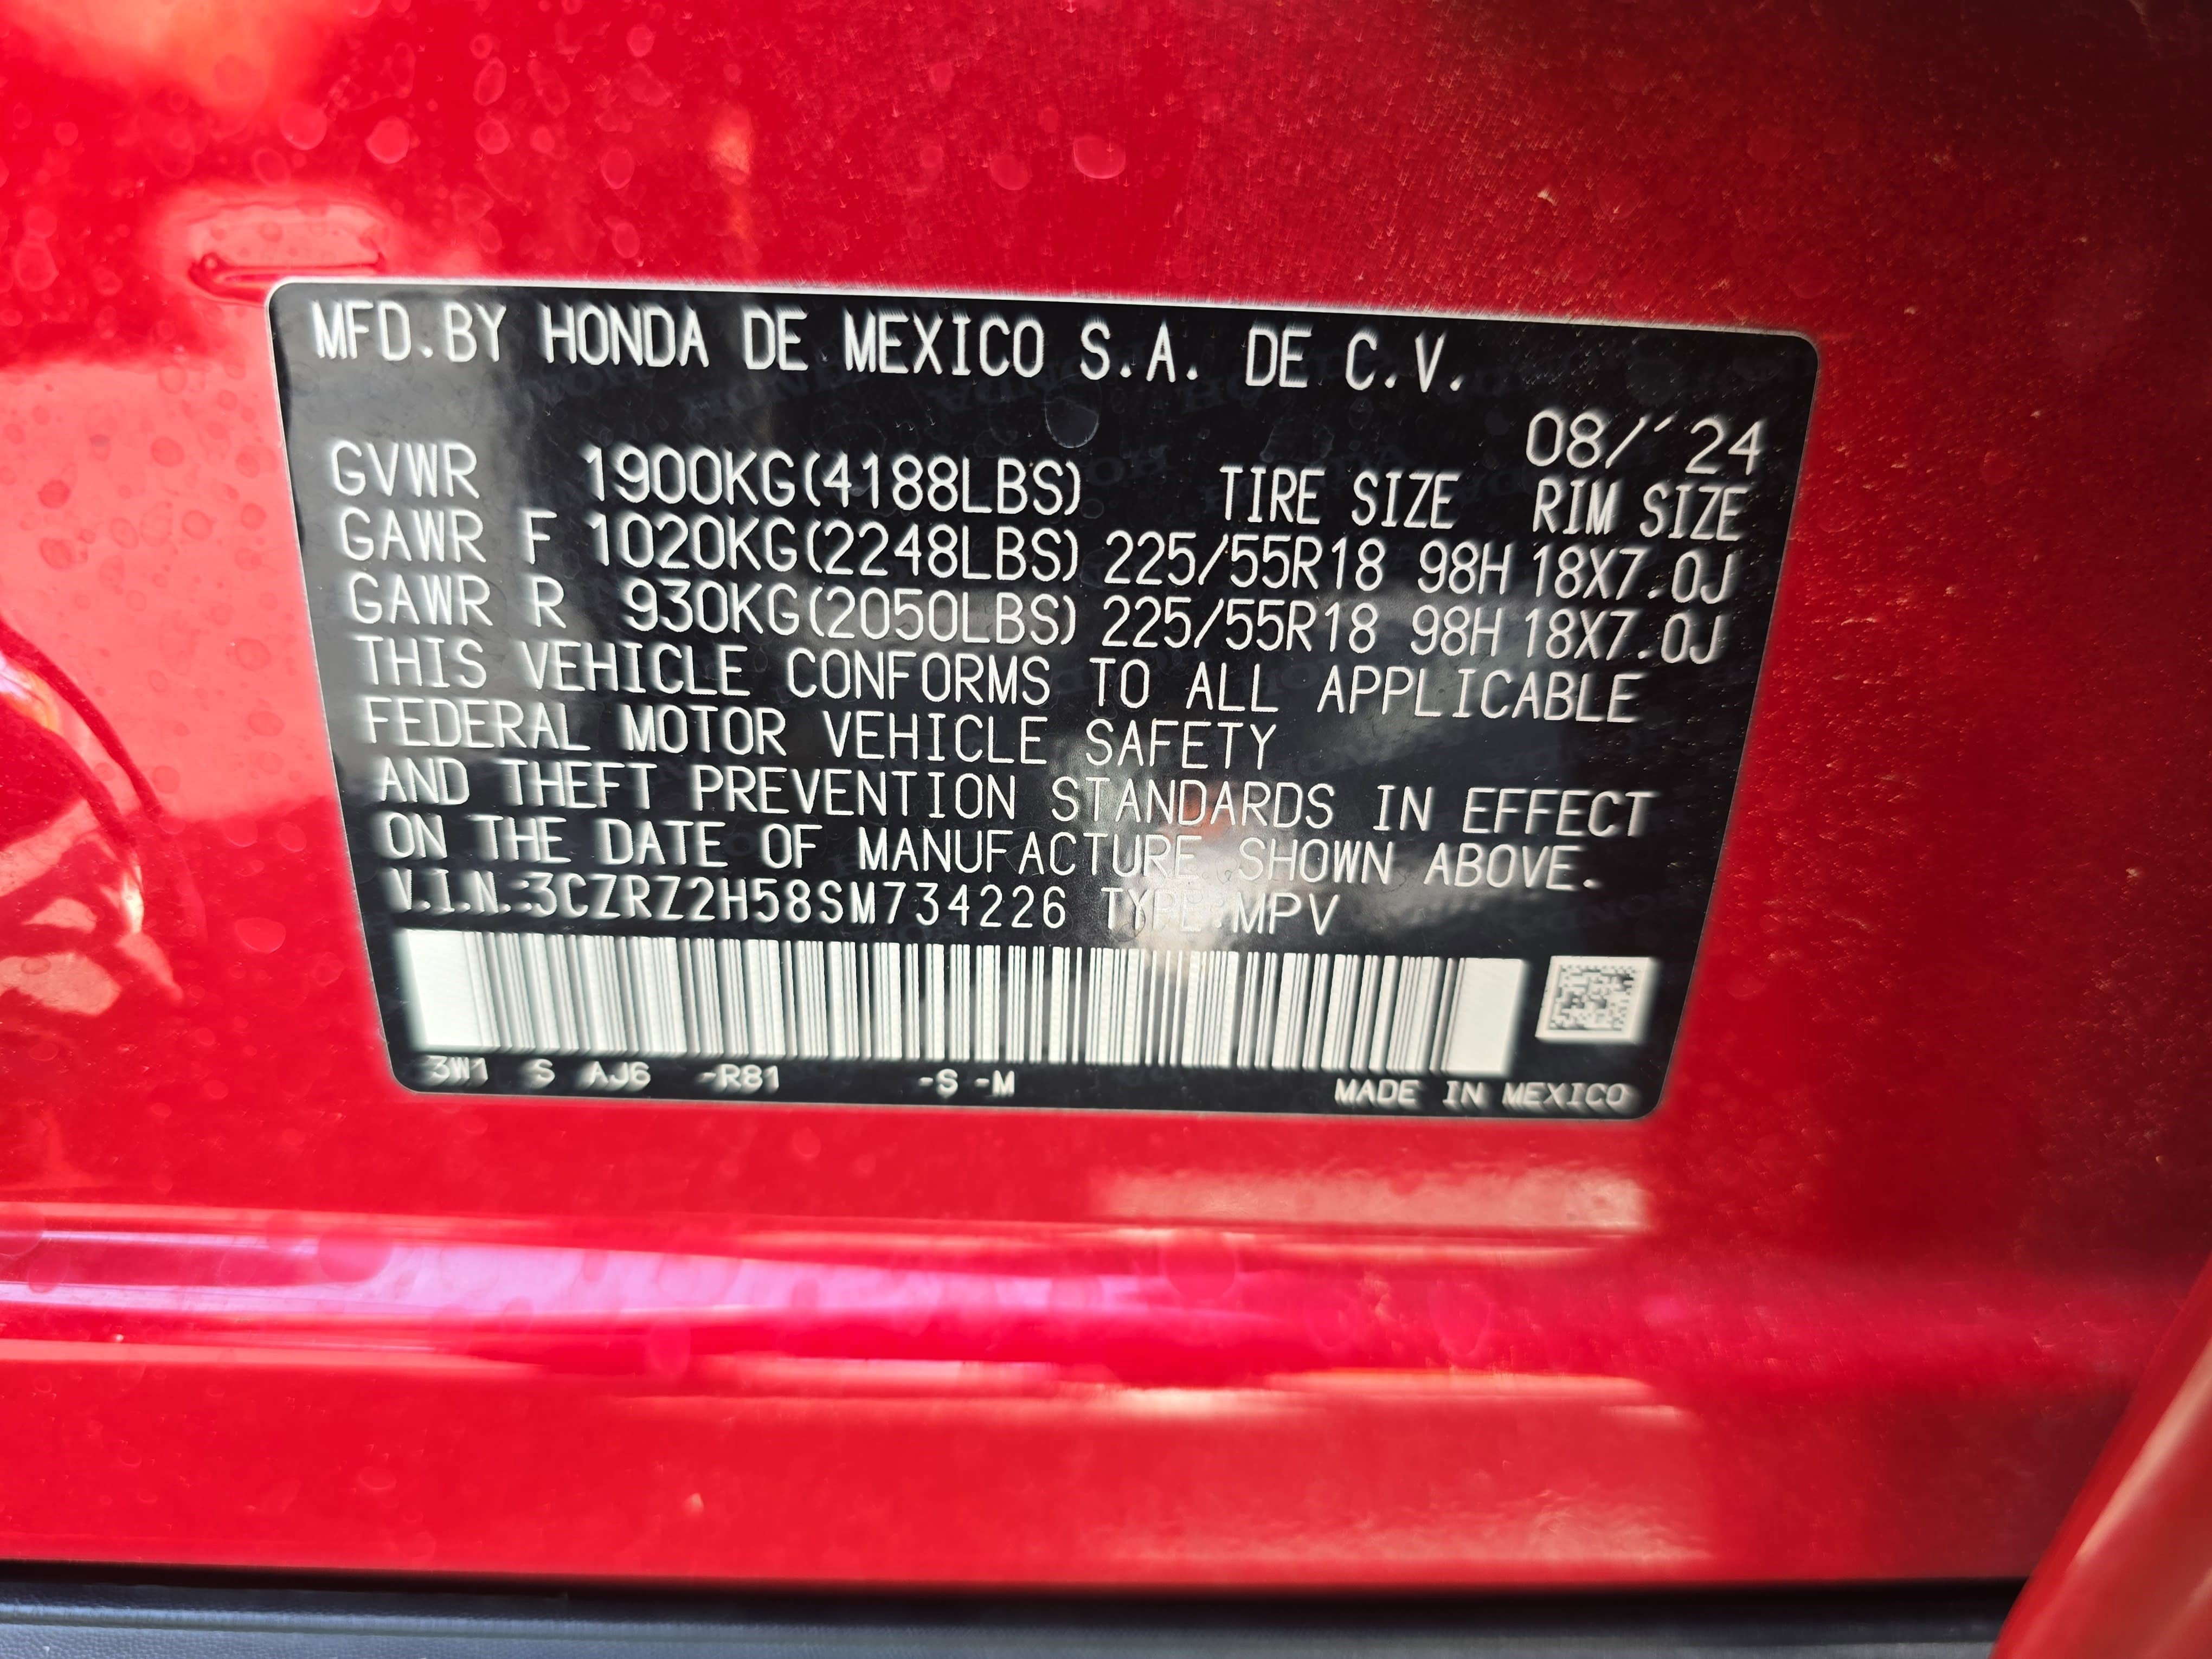 MFD.BY HONDA DE MEXICO S.A. DE C.V.
08/´24
GVWR 1900KG(4188LBS) TIRE SIZE RIM SIZE
GAWR F 1020KG(2248LBS) 225/55R18 98H 18X7.0J
GAWR R 930KG(2050LBS) 225/55R18 98H 18X7.0J
THIS VEHICLE CONFORMS TO ALL APPLICABLE
FEDERAL MOTOR VEHICLE SAFETY
AND THEFT PREVENTION STANDARDS IN EFFECT
ON THE DATE OF MANUFACTURE SHOWN ABOVE.
V.I.N.:3CZRZ2H58SM734226 TYPE:MPV
3W1 S AJ6 -R81 -S -M MADE IN MEXICO